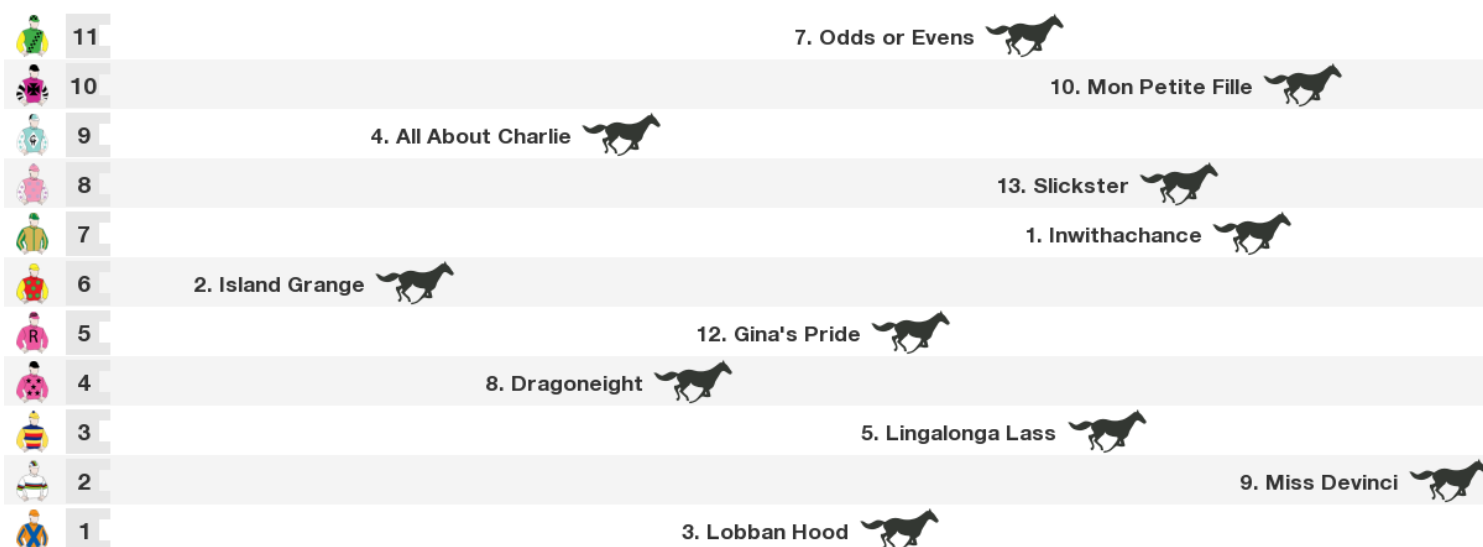 11 7. Odds or Evens
10 10. Mon Petite Fille
9 4. All About Charlie
8 13. Slickster
7 1. Inwithachance
6 2. Island Grange
R 5 12. Gina's Pride
4 8. Dragoneight
3 5. Lingalonga Lass
2 9. Miss Devinci
1 3. Lobban Hood